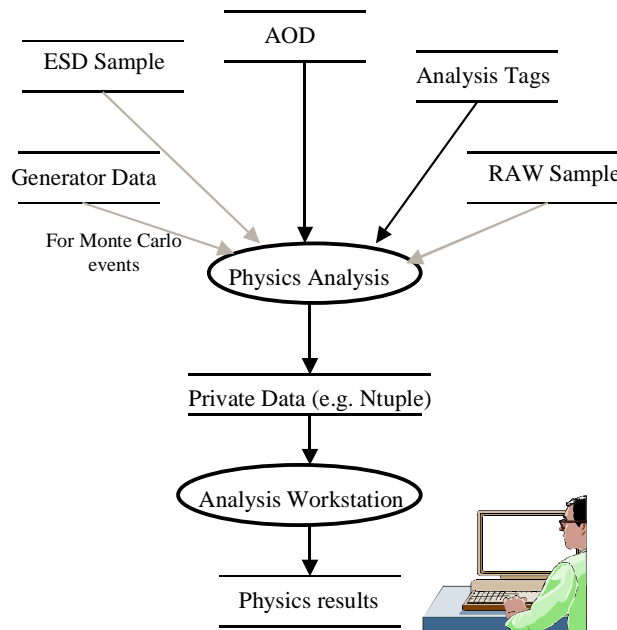 AOD
ESD Sample
Analysis Tags
Generator Data
RAW Sample
For Monte Carlo
events
Physics Analysis
Private Data (e.g. Ntuple)
Analysis Workstation
Physics results